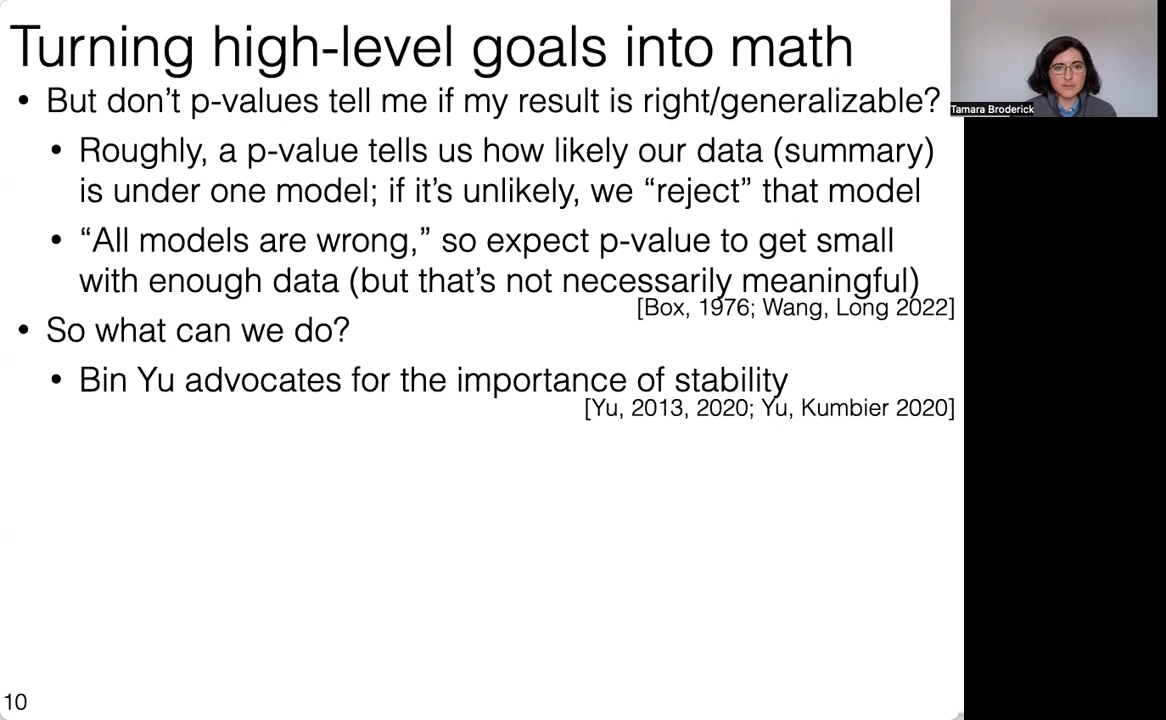 Turning high-level goals into math
Tamara Broderick
• But don’t p-values tell me if my result is right/generalizable?
• Roughly, a p-value tells us how likely our data (summary)
is under one model; if it’s unlikely, we “reject” that model
• “All models are wrong,” so expect p-value to get small
with enough data (but that’s not necessarily meaningful)
[Box, 1976; Wang, Long 2022]
• So what can we do?
• Bin Yu advocates for the importance of stability
[Yu, 2013, 2020; Yu, Kumbier 2020]
10